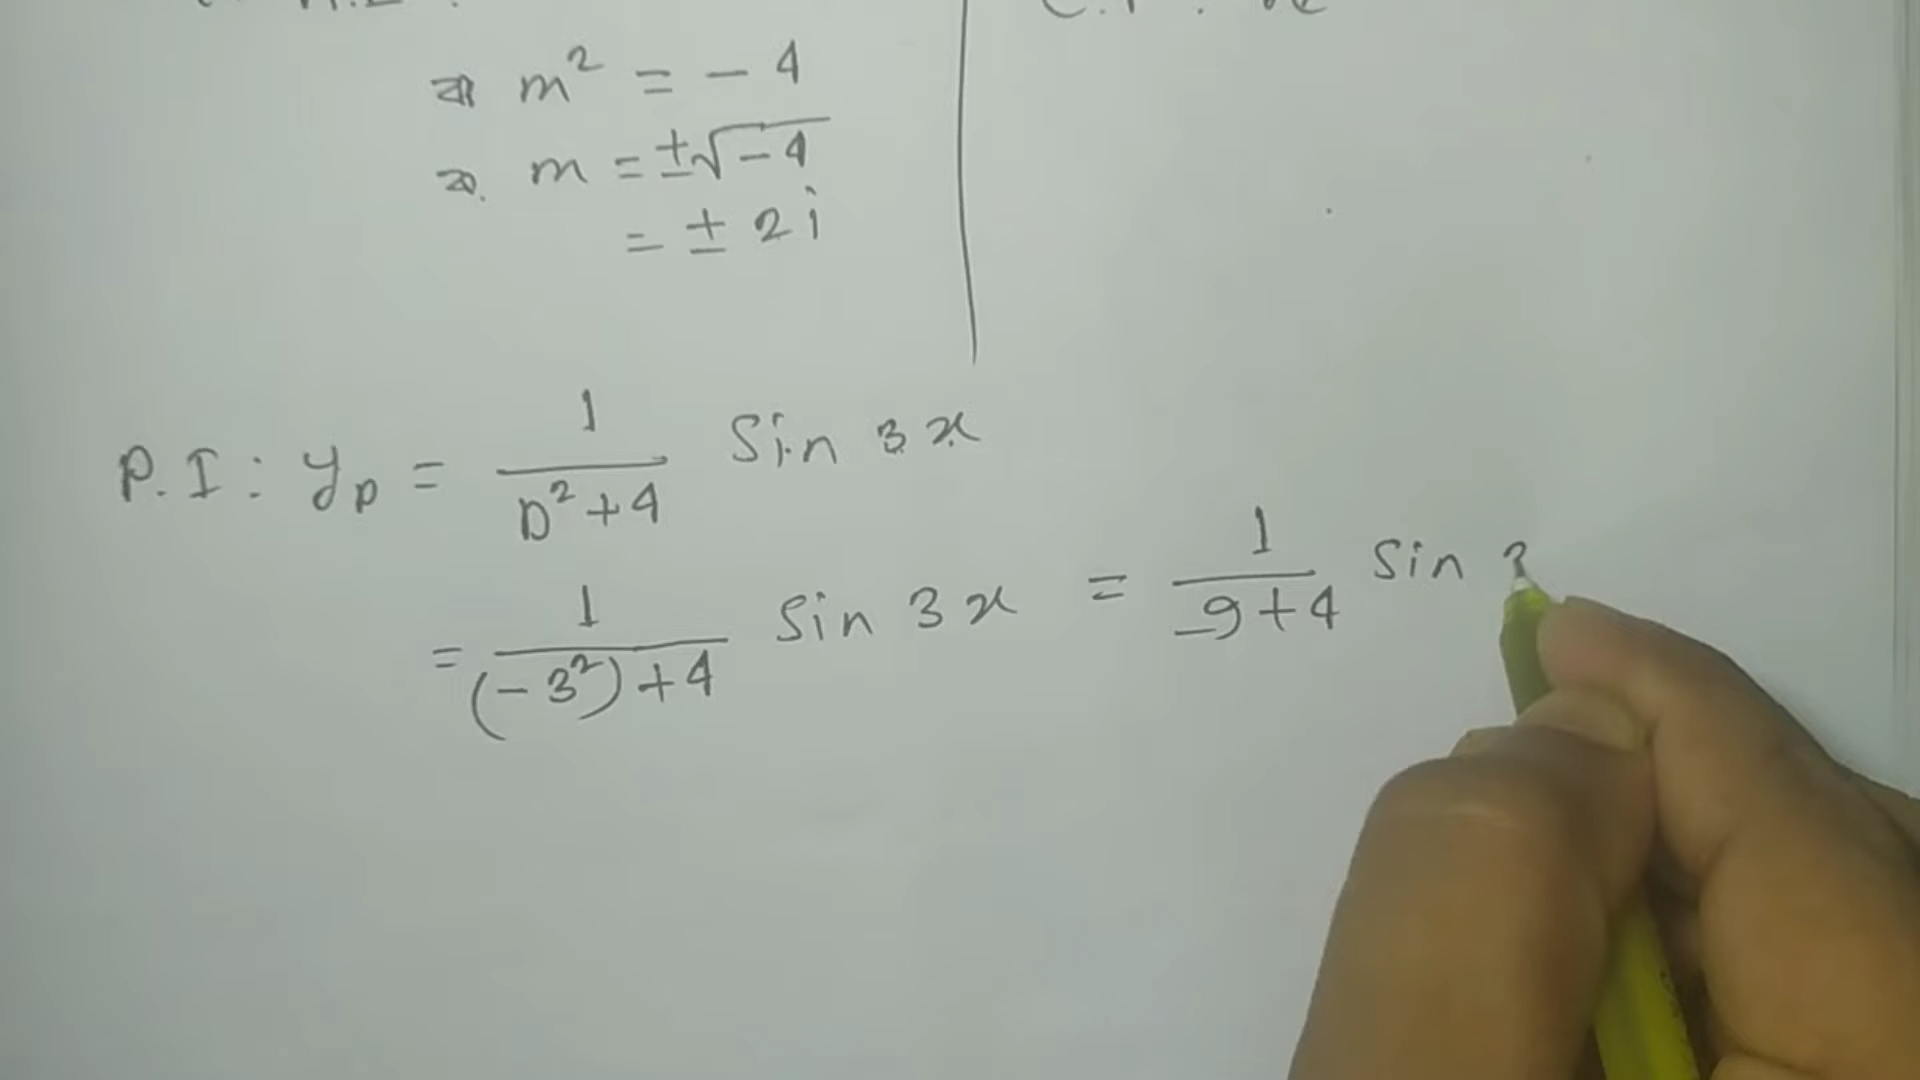 বা m² = - 4
বা m = ±√-4
= ± 2i
P.I: yₚ = 1/(D²+4) Sin 3x
= 1/((-3²)+4) Sin 3x = 1/(-9+4) Sin 3